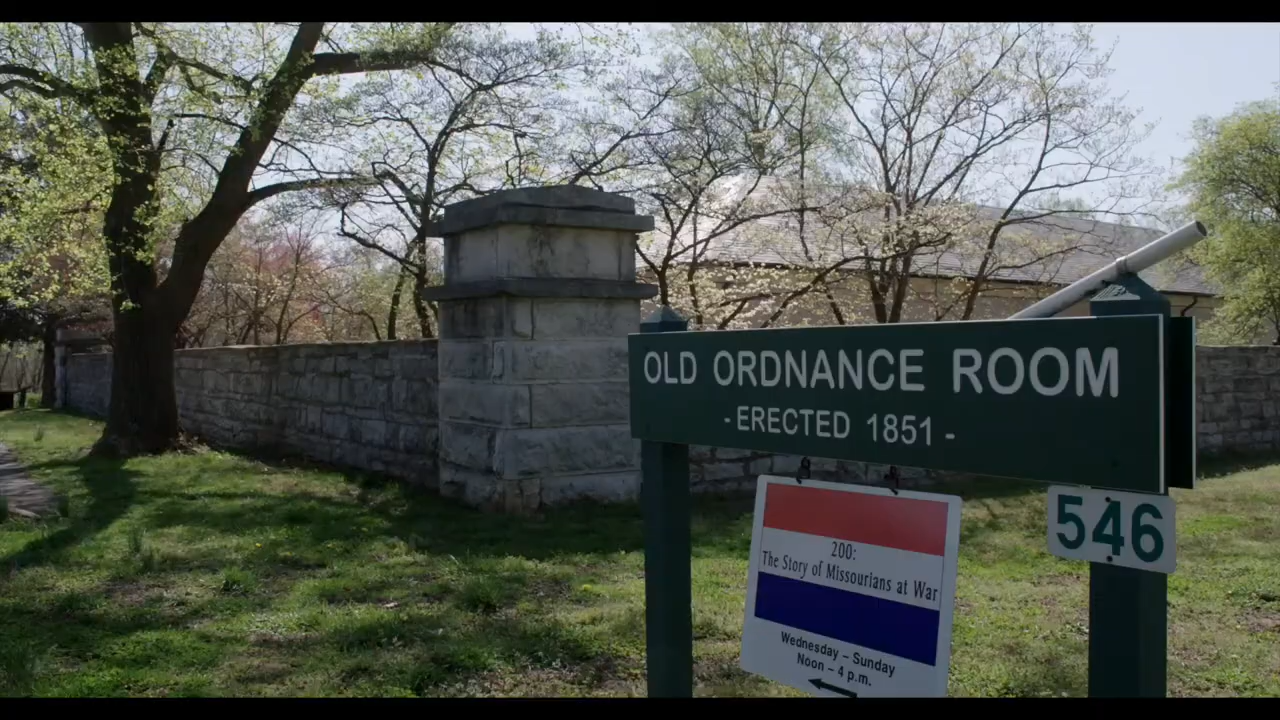 OLD ORDNANCE ROOM
- ERECTED 1851 -
546
200:
The Story of Missourians at War
Wednesday – Sunday
Noon – 4 p.m.